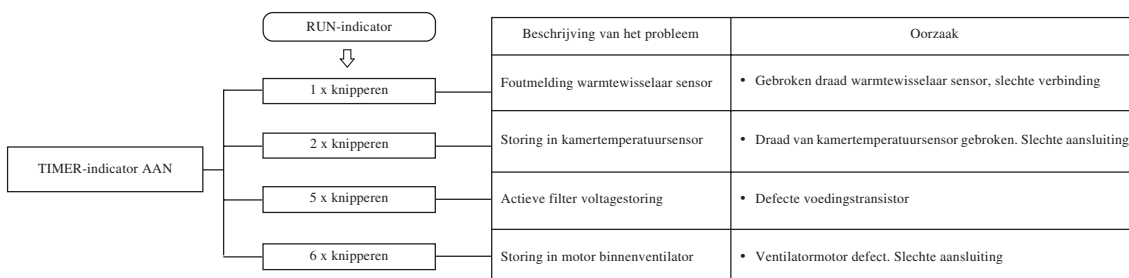 RUN-indicator
Beschrijving van het probleem
Oorzaak
1 x knipperen
Foutmelding warmtewisselaar sensor
• Gebroken draad warmtewisselaar sensor, slechte verbinding
2 x knipperen
Storing in kamertemperatuursensor
• Draad van kamertemperatuursensor gebroken. Slechte aansluiting
TIMER-indicator AAN
5 x knipperen
Actieve filter voltagestoring
• Defecte voedingstransistor
6 x knipperen
Storing in motor binnenventilator
• Ventilatormotor defect. Slechte aansluiting